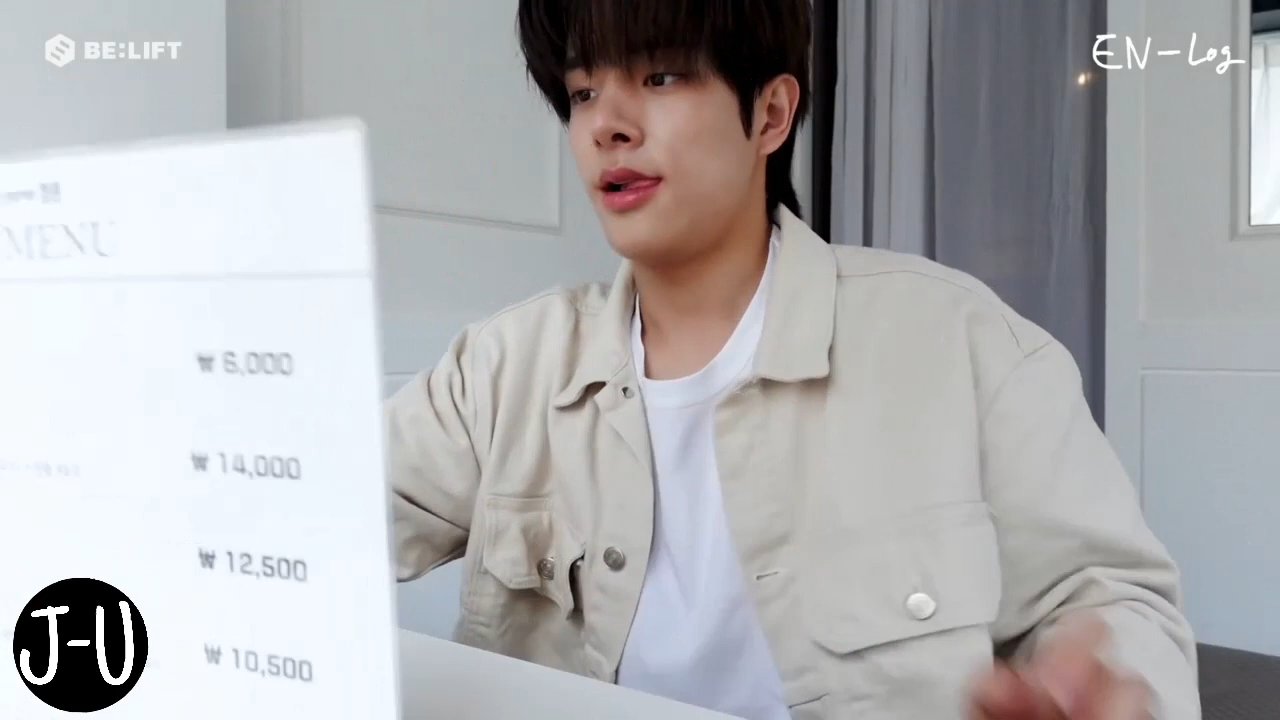 BE:LIFT
EN-Log
MENU
₩ 6,000
₩ 14,000
₩ 12,500
₩ 10,500
J-U